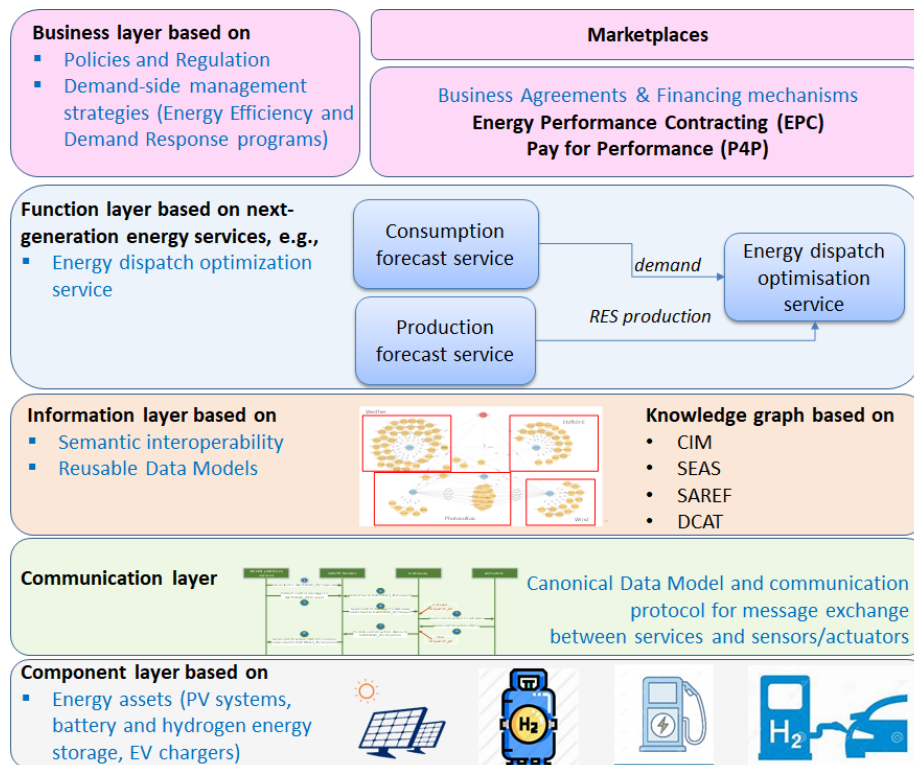 Business layer based on
Policies and Regulation
Demand-side management
strategies (Energy Efficiency and
Demand Response programs)
Marketplaces
Business Agreements & Financing mechanisms
Energy Performance Contracting (EPC)
Pay for Performance (P4P)
Function layer based on next-
generation energy services, e.g.,
Energy dispatch optimization
service
Consumption
forecast service
Production
forecast service
demand
RES production
Energy dispatch
optimisation
service
Information layer based on
Semantic interoperability
Reusable Data Models
Weather
Photovoltaic
Wind
Knowledge graph based on
• CIM
• SEAS
• SAREF
• DCAT
Communication layer
Canonical Data Model and communication
protocol for message exchange
between services and sensors/actuators
Component layer based on
Energy assets (PV systems,
battery and hydrogen energy
storage, EV chargers)
H2
H2